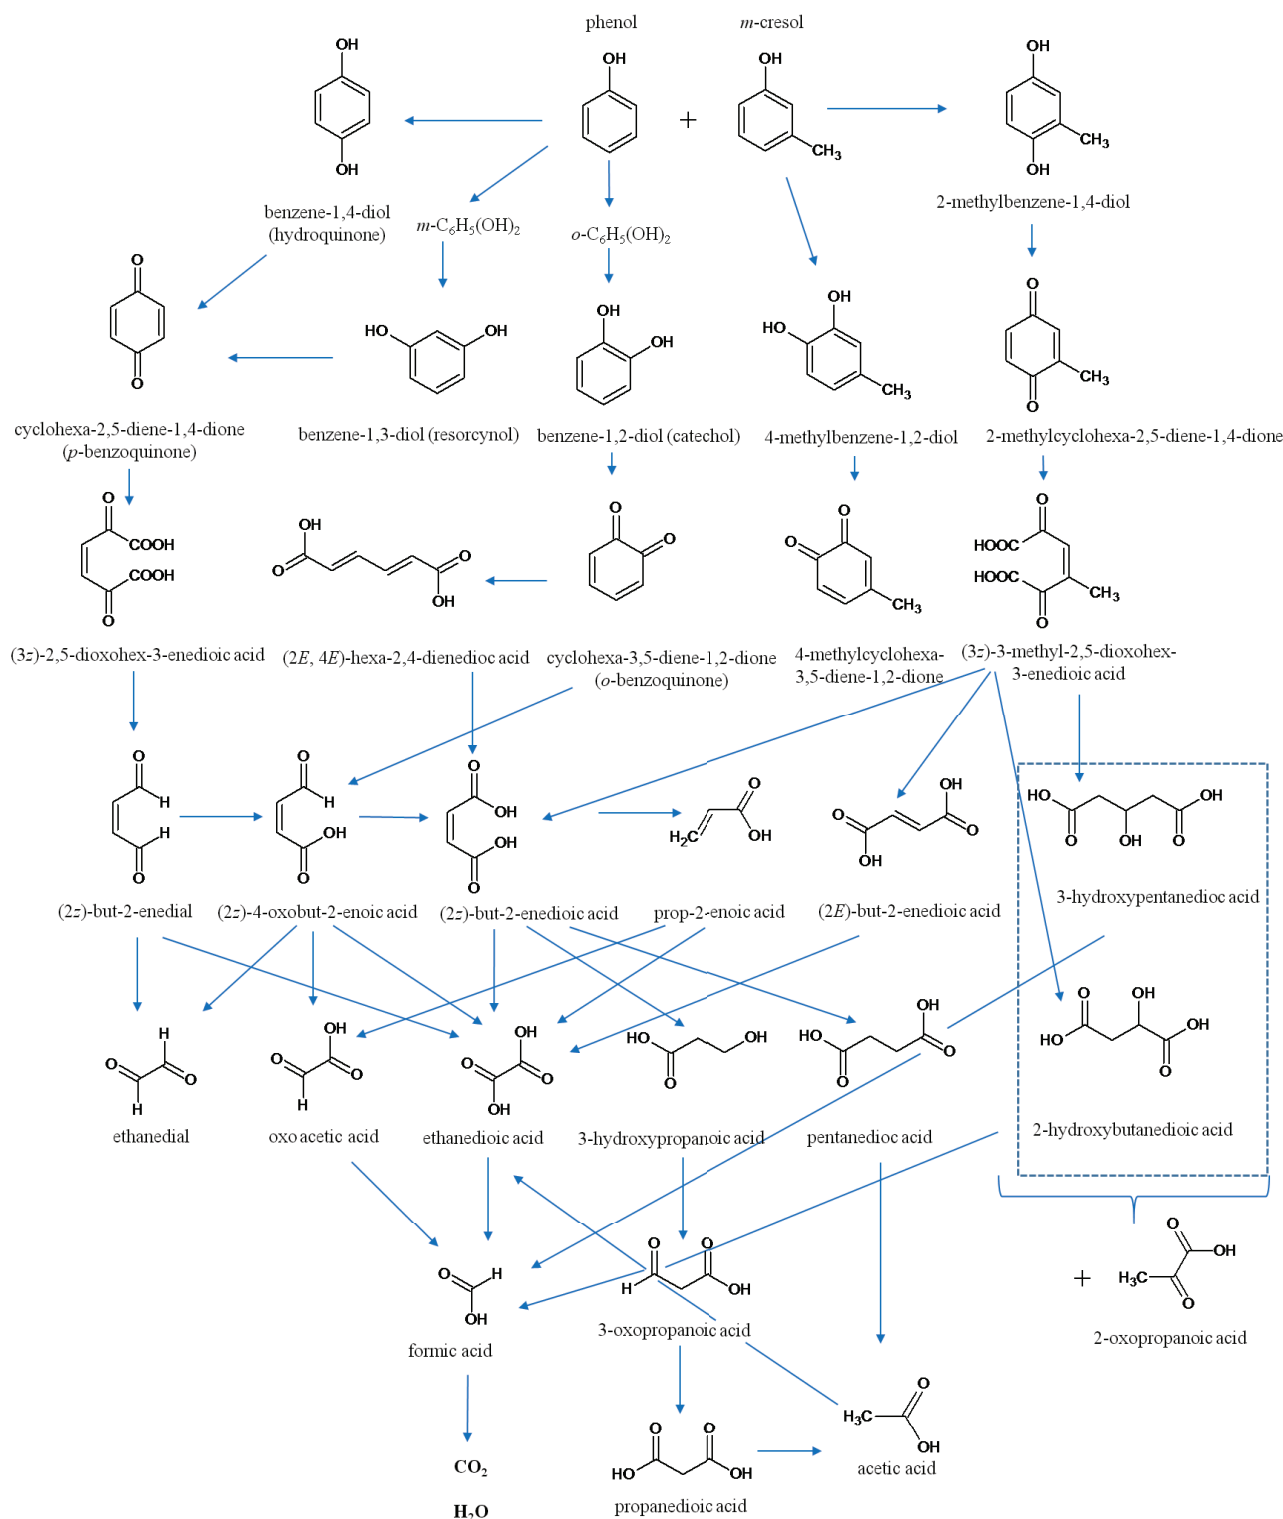 phenol
m-cresol
OH
OH
OH
OH
+
CH₃
CH₃
OH
OH
benzene-1,4-diol
(hydroquinone)
m-C₆H₅(OH)₂
o-C₆H₅(OH)₂
2-methylbenzene-1,4-diol
O
O
HO
OH
OH
OH
OH
HO
CH₃
O
CH₃
O
cyclohexa-2,5-diene-1,4-dione
(p-benzoquinone)
benzene-1,3-diol (resorcynol)
benzene-1,2-diol (catechol)
4-methylbenzene-1,2-diol
2-methylcyclohexa-2,5-diene-1,4-dione
O
COOH
COOH
O
OH
O
O
OH
O
O
O
O
CH₃
O
HOOC
HOOC
CH₃
O
(3z)-2,5-dioxohex-3-enedioic acid
(2E, 4E)-hexa-2,4-dienedioc acid
cyclohexa-3,5-diene-1,2-dione
(o-benzoquinone)
4-methylcyclohexa-
3,5-diene-1,2-dione
(3z)-3-methyl-2,5-dioxohex-
3-enedioic acid
O
H
H
O
O
H
OH
O
O
OH
OH
O
O
H₂C
OH
OH
O
O
OH
HO
O
OH
O
OH
(2z)-but-2-enedial
(2z)-4-oxobut-2-enoic acid
(2z)-but-2-enedioic acid
prop-2-enoic acid
(2E)-but-2-enedioic acid
3-hydroxypentanedioc acid
H
O
O
H
OH
O
O
H
OH
O
O
OH
HO
O
OH
OH
HO
O
O
O
OH
HO
OH
O
ethanedial
oxo acetic acid
ethanedioic acid
3-hydroxypropanoic acid
pentanedioc acid
2-hydroxybutanedioic acid
O
H
OH
O
O
H
OH
+
O
OH
H₃C
O
formic acid
3-oxopropanoic acid
2-oxopropanoic acid
O
O
HO
OH
O
H₃C
OH
CO₂
acetic acid
H₂O
propanedioic acid